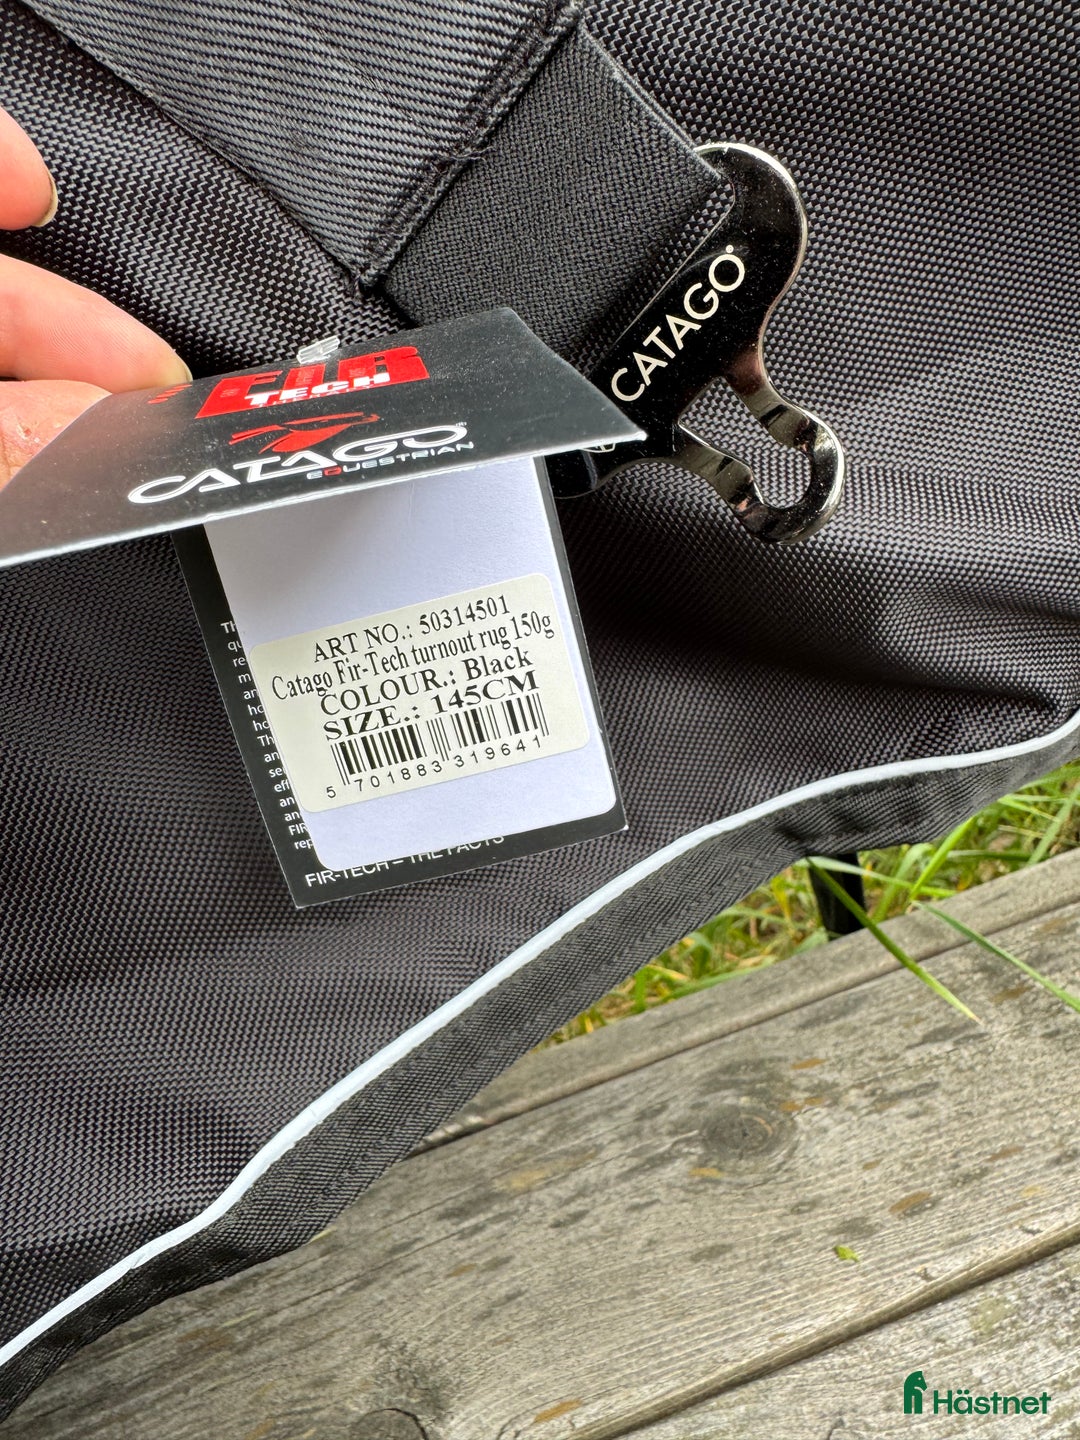 CATAGO
FIR
TECH
CATAGO
EQUESTRIAN
ART NO.: 50314501
Catago Fir-Tech turnout rug 150g
COLOUR.: Black
SIZE.: 145CM
5 701883 319641
FIR-TECH – THE FACTS
Hästnet